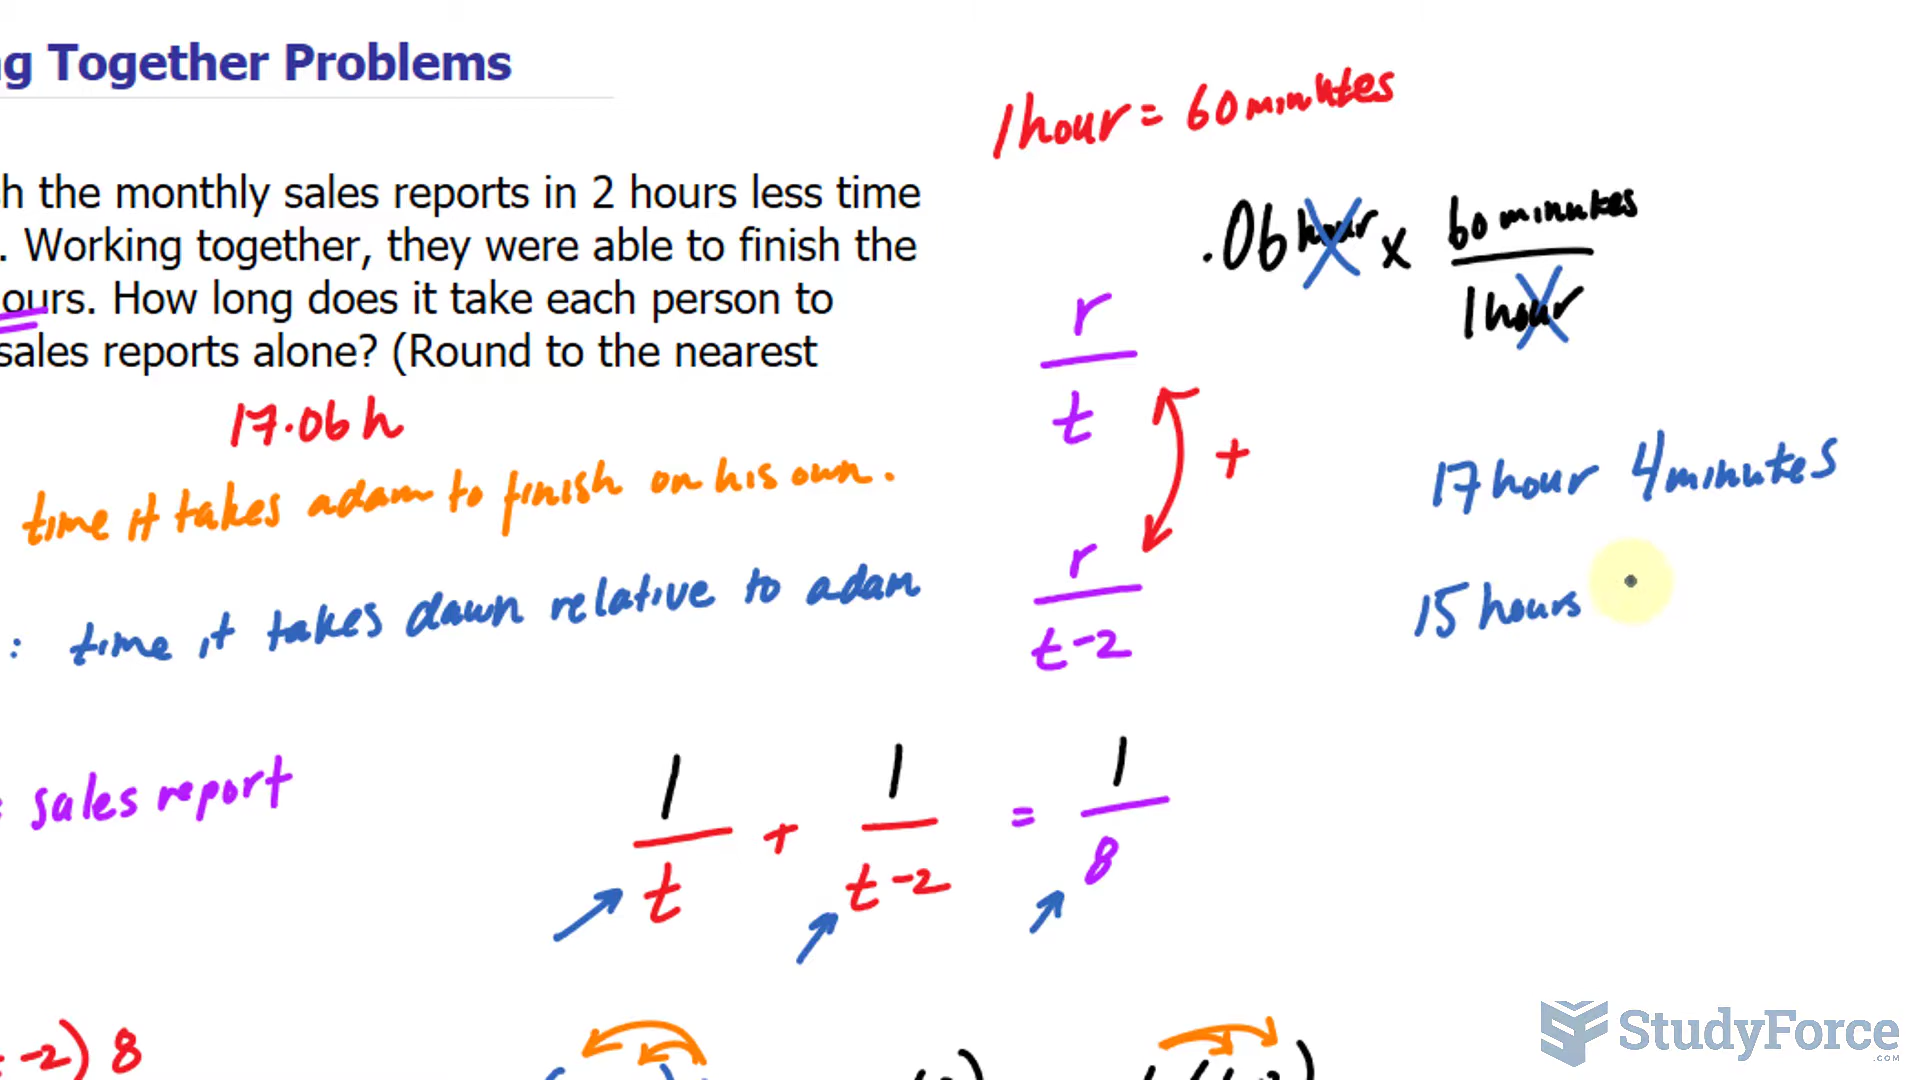 ng Together Problems
1 hour = 60 minutes
h the monthly sales reports in 2 hours less time
. Working together, they were able to finish the
ours. How long does it take each person to
sales reports alone? (Round to the nearest
.06 hour x 60 minutes
1 hour
r
t
+
17.06 h
17 hour 4 minutes
time it takes adam to finish on his own.
: time it takes dawn relative to adam
r
t-2
15 hours
= sales report
1 1 1
+ =
t t-2 8
-2) 8
StudyForce
.COM